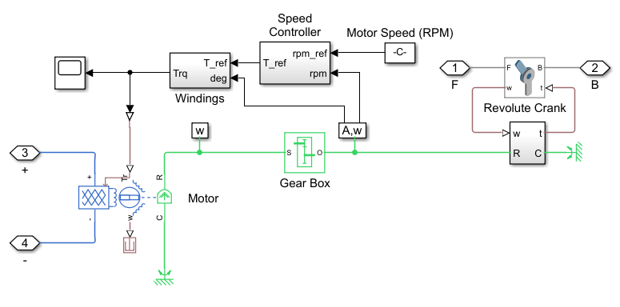 Speed
Controller
Motor Speed (RPM)
T_ref
rpm_ref
rpm
-C-
Trq
T_ref
deg
Windings
1
F
F
B
w
t
2
B
Revolute Crank
w
A,w
w
t
R
C
S
O
Gear Box
3
+
+
Tr
R
Motor
-
w
C
4
-